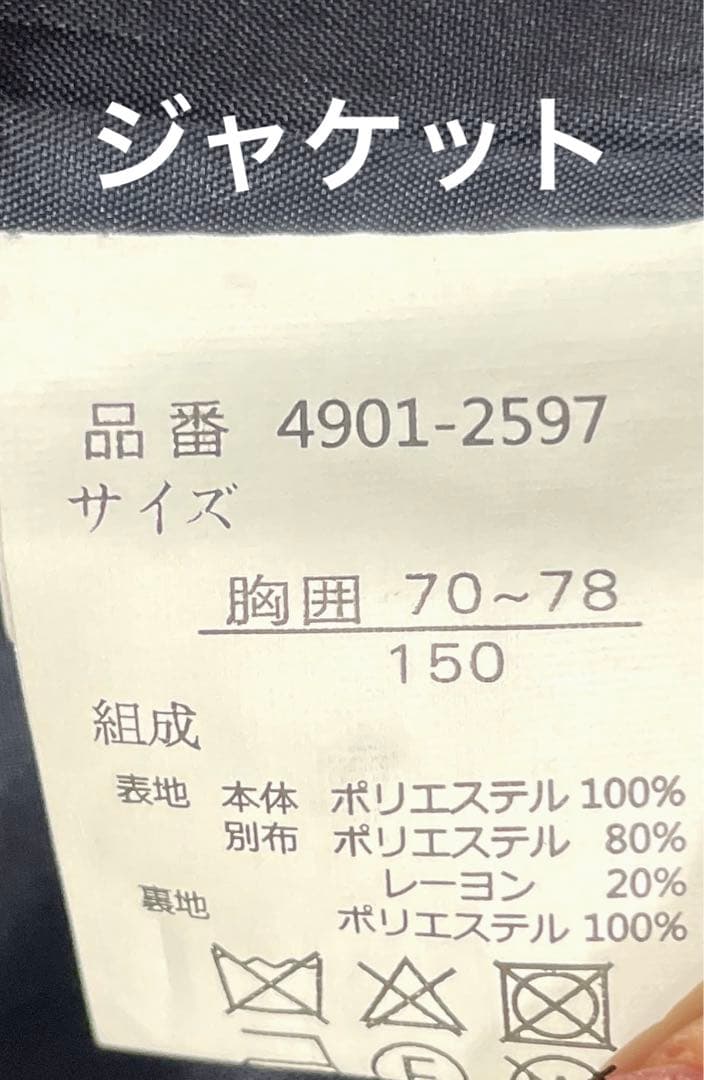 ジャケット
品番 4901-2597
サイズ
胸囲 70~78
150
組成
表地 本体 ポリエステル 100%
別布 ポリエステル 80%
レーヨン 20%
裏地 ポリエステル 100%